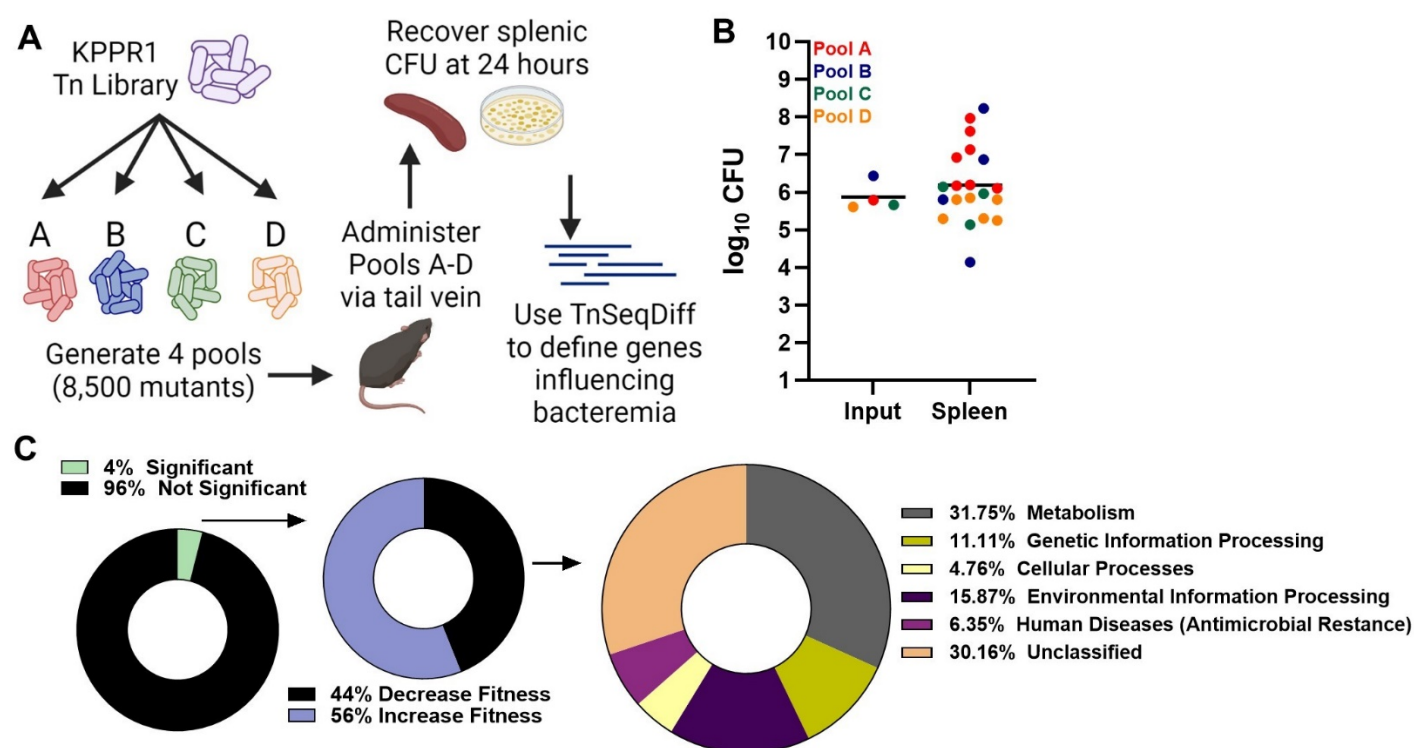 A
KPPR1
Tn Library
A B C D
Generate 4 pools
(8,500 mutants)
Administer
Pools A-D
via tail vein
Recover splenic
CFU at 24 hours
Use TnSeqDiff
to define genes
influencing
bacteremia
B
log10 CFU
10
9
8
7
6
5
4
3
2
1
Pool A
Pool B
Pool C
Pool D
Input Spleen
C
4% Significant
96% Not Significant
44% Decrease Fitness
56% Increase Fitness
31.75% Metabolism
11.11% Genetic Information Processing
4.76% Cellular Processes
15.87% Environmental Information Processing
6.35% Human Diseases (Antimicrobial Restance)
30.16% Unclassified